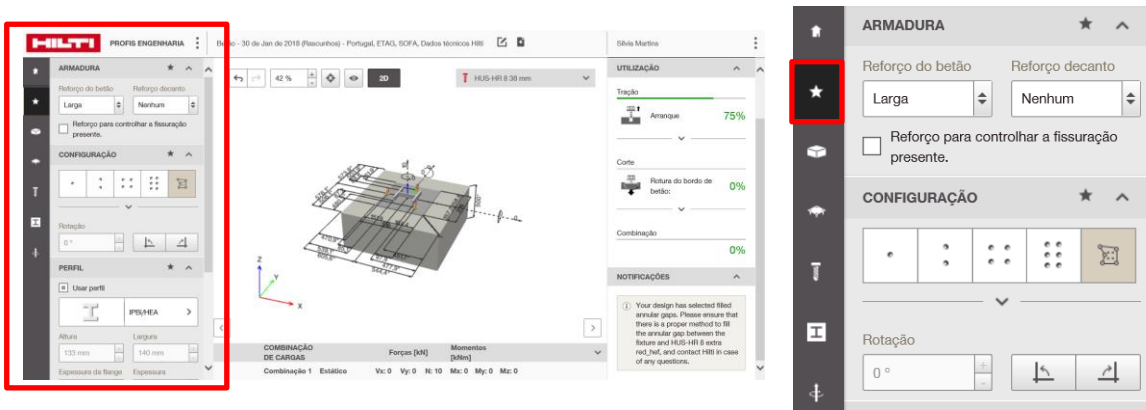 HILTI PROFIS ENGENHARIA
Betão - 30 de Jan de 2018 (Rascunhos) - Portugal, ETAG, SOFA, Dados técnicos Hilti
Silvia Martins
ARMADURA
Reforço do betão Reforço decanto
Larga Nenhum
Reforço para controlhar a fissuração
presente.
CONFIGURAÇÃO
Rotação
0 °
PERFIL
Usar perfil
IPBi/HEA
Altura Largura
133 mm 140 mm
Espessura da flange Espessura
42 % 2D HUS-HR 8 38 mm
Z
Y
X
COMBINAÇÃO
DE CARGAS Forças [kN] Momentos
[kNm]
Combinação 1 Estático Vx: 0 Vy: 0 N: 10 Mx: 0 My: 0 Mz: 0
UTILIZAÇÃO
Tração
Arranque 75%
Corte
Rotura do bordo de
betão: 0%
Combinação
0%
NOTIFICAÇÕES
Your design has selected filled
annular gaps. Please ensure that
there is a proper method to fill
the annular gap between the
fixture and HUS-HR 8 extra
red_hef, and contact Hilti in case
of any questions.
ARMADURA
Reforço do betão Reforço decanto
Larga Nenhum
Reforço para controlhar a fissuração
presente.
CONFIGURAÇÃO
Rotação
0 °